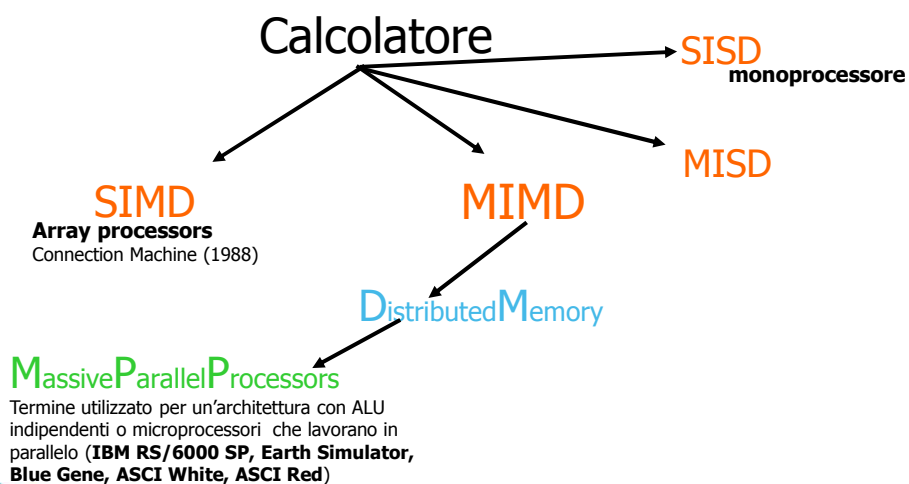 Calcolatore
SISD
monoprocessore
MISD
SIMD
Array processors
Connection Machine (1988)
MIMD
DistributedMemory
MassiveParallelProcessors
Termine utilizzato per un'architettura con ALU
indipendenti o microprocessori che lavorano in
parallelo (IBM RS/6000 SP, Earth Simulator,
Blue Gene, ASCI White, ASCI Red)